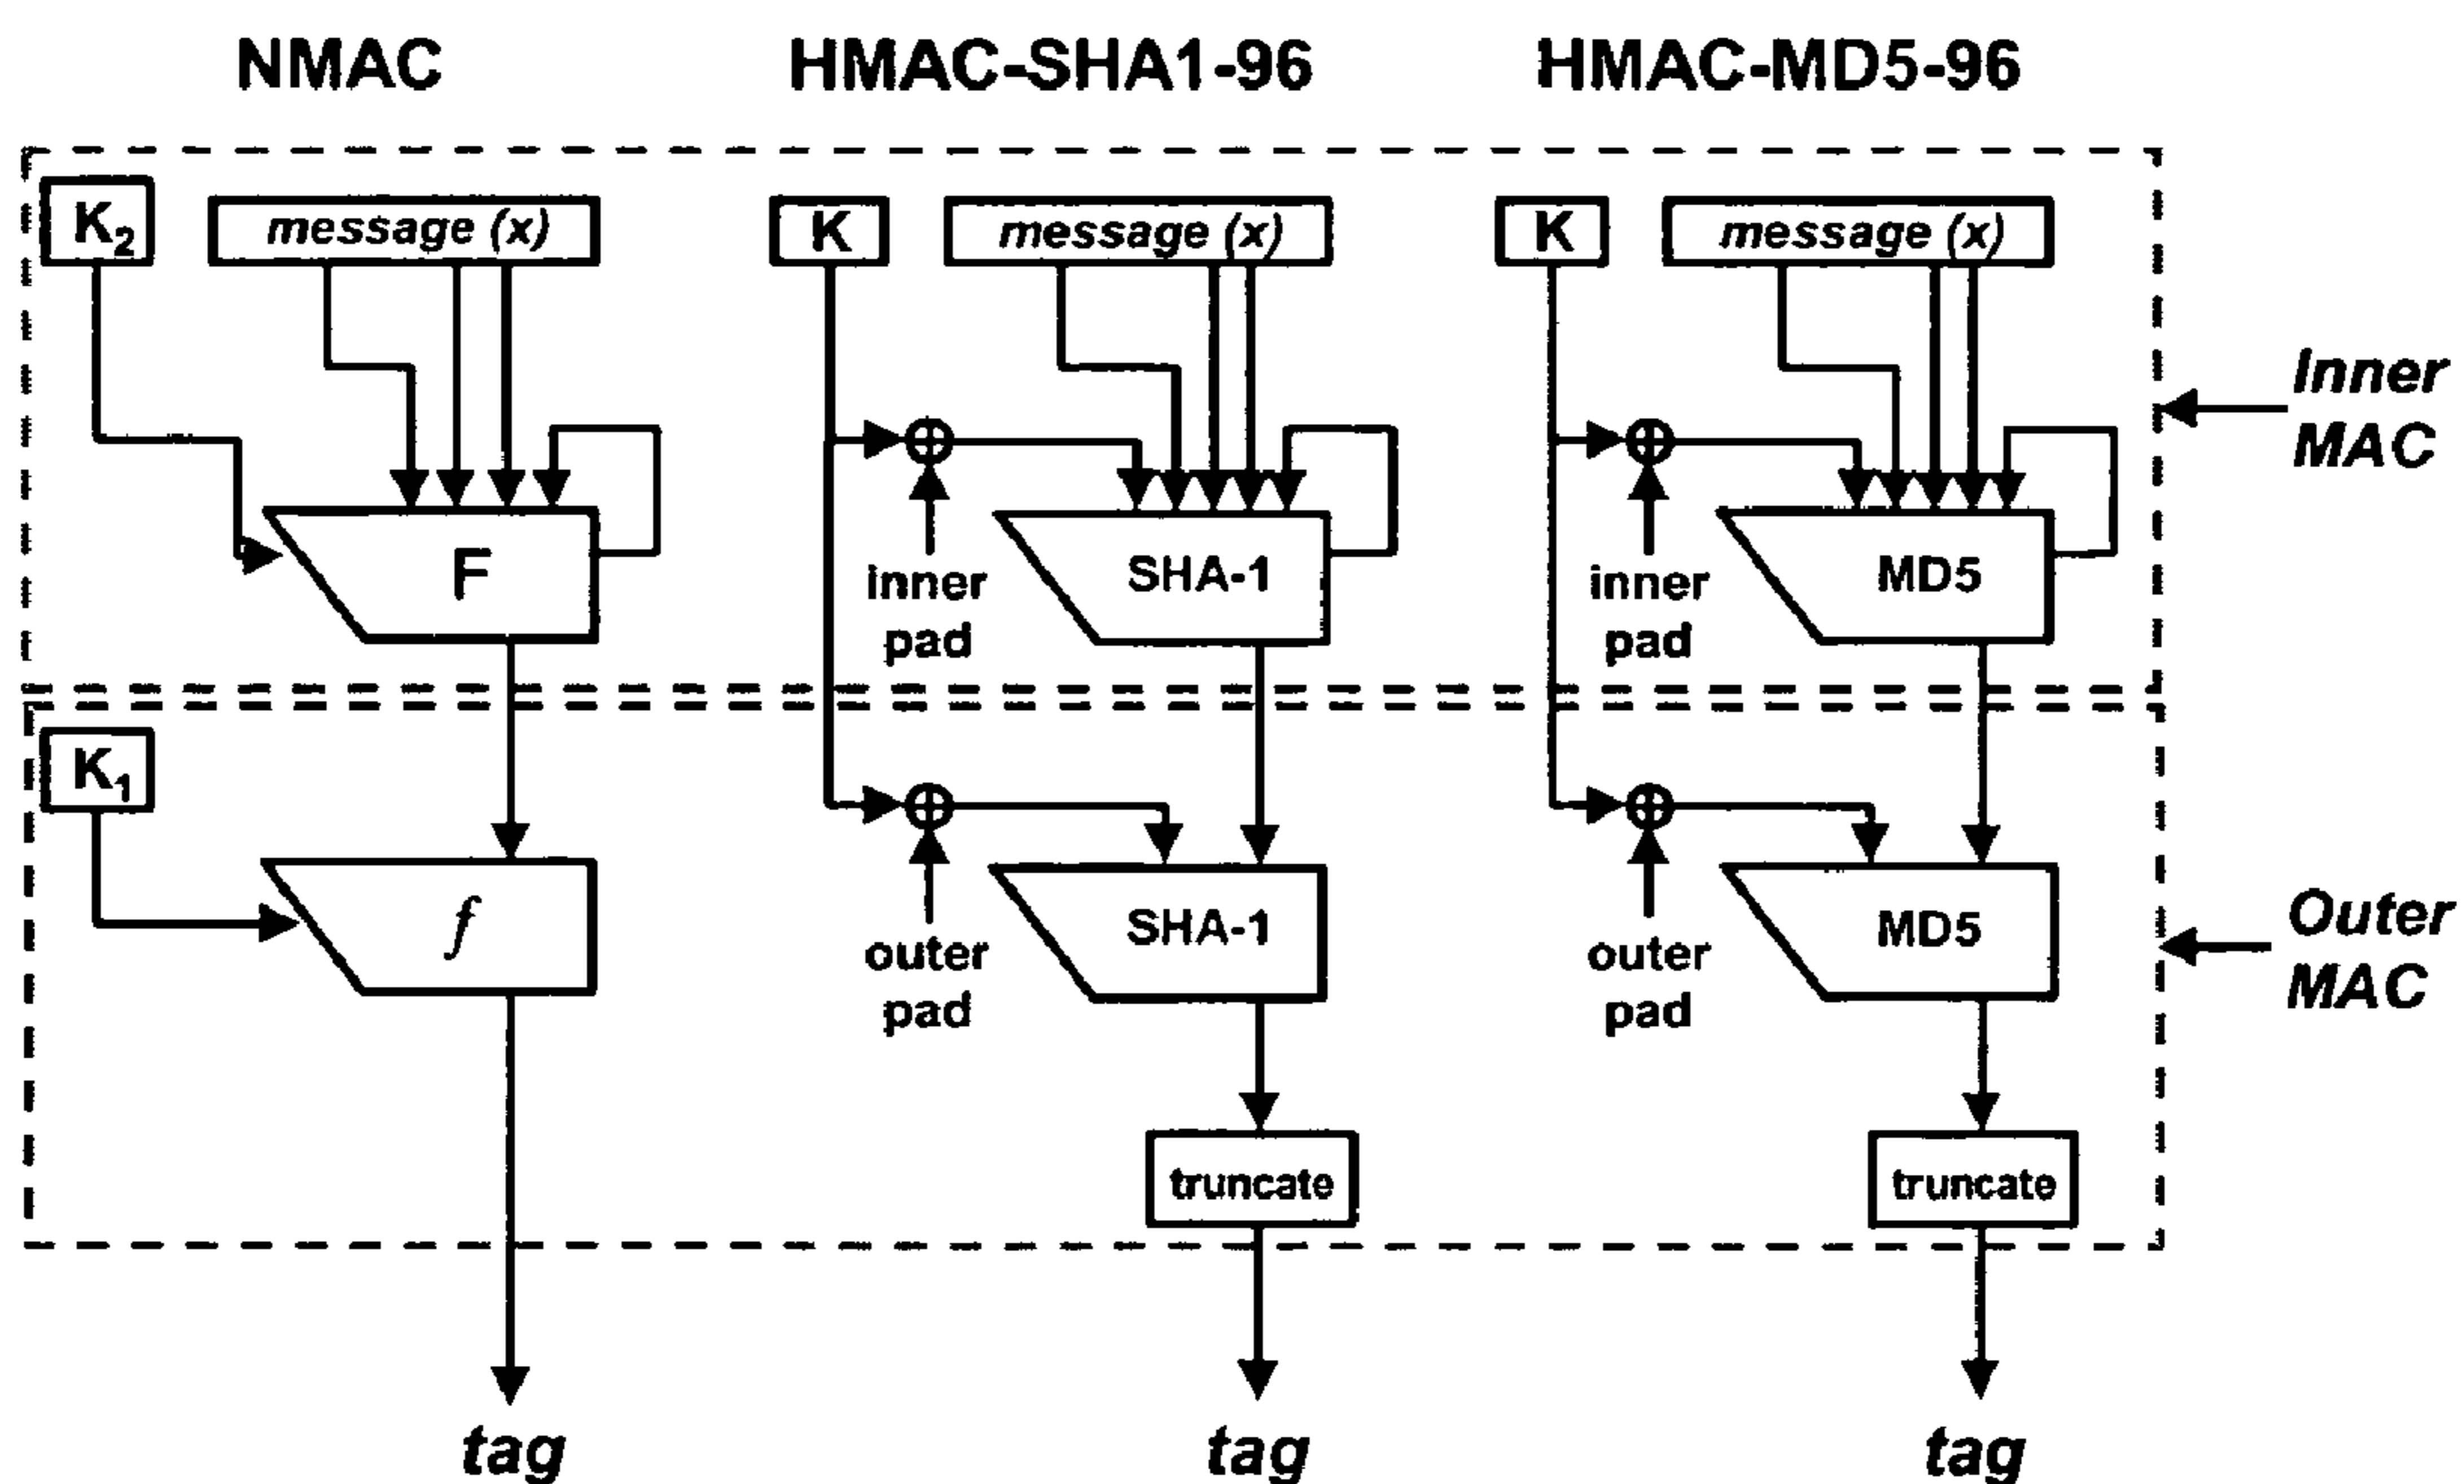 NMAC
HMAC-SHA1-96
HMAC-MD5-96
K₂
message (x)
K
message (x)
K
message (x)
Inner
MAC
F
SHA-1
MD5
inner
pad
inner
pad
K₁
f
SHA-1
MD5
outer
pad
outer
pad
Outer
MAC
truncate
truncate
tag
tag
tag